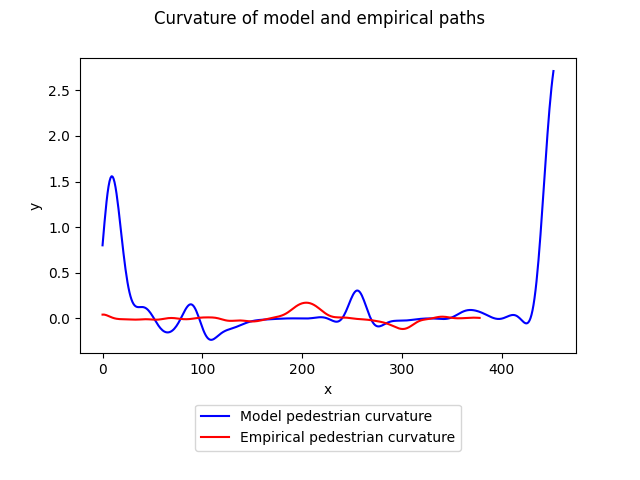 Curvature of model and empirical paths
2.5
2.0
1.5
1.0
0.5
0.0
y
0 100 200 300 400
x
Model pedestrian curvature
Empirical pedestrian curvature